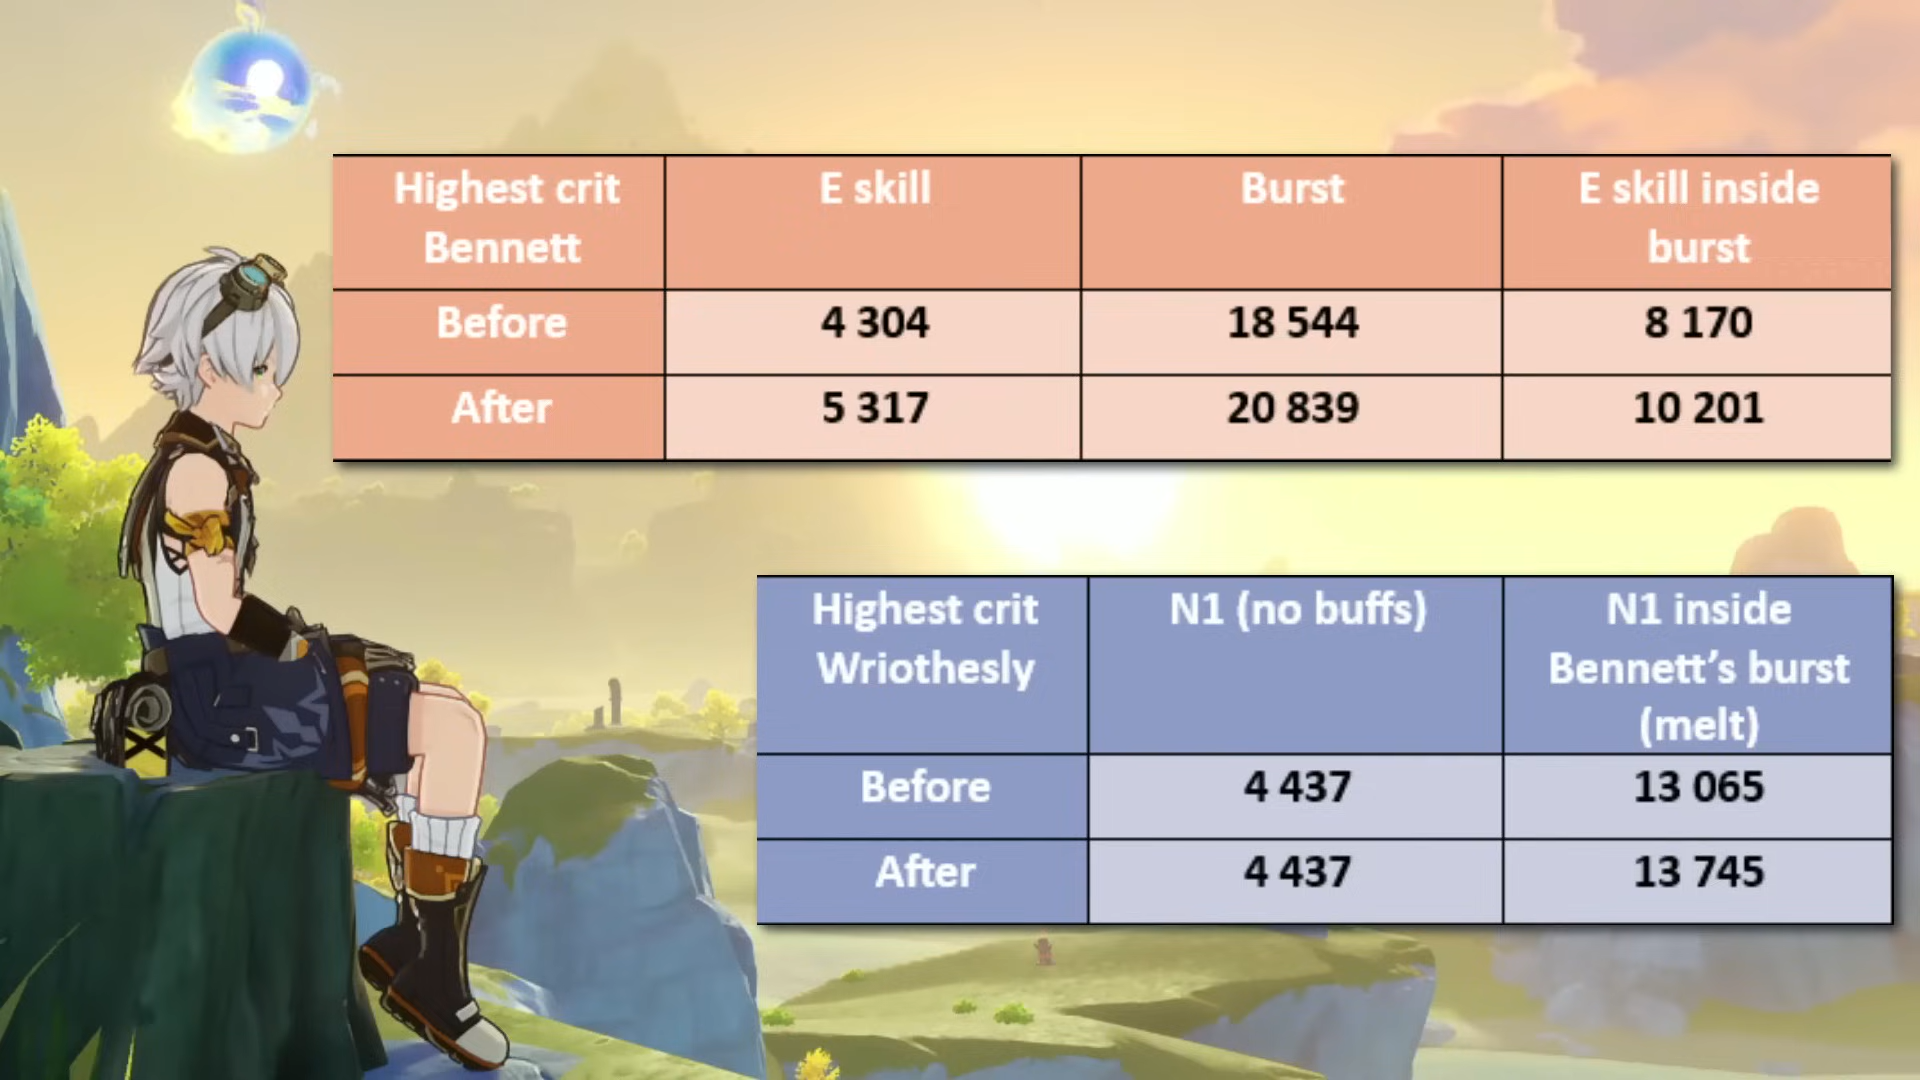 Highest crit
Bennett
E skill
Burst
E skill inside
burst
Before
4 304
18 544
8 170
After
5 317
20 839
10 201
Highest crit
Wriothesly
N1 (no buffs)
N1 inside
Bennett’s burst
(melt)
Before
4 437
13 065
After
4 437
13 745